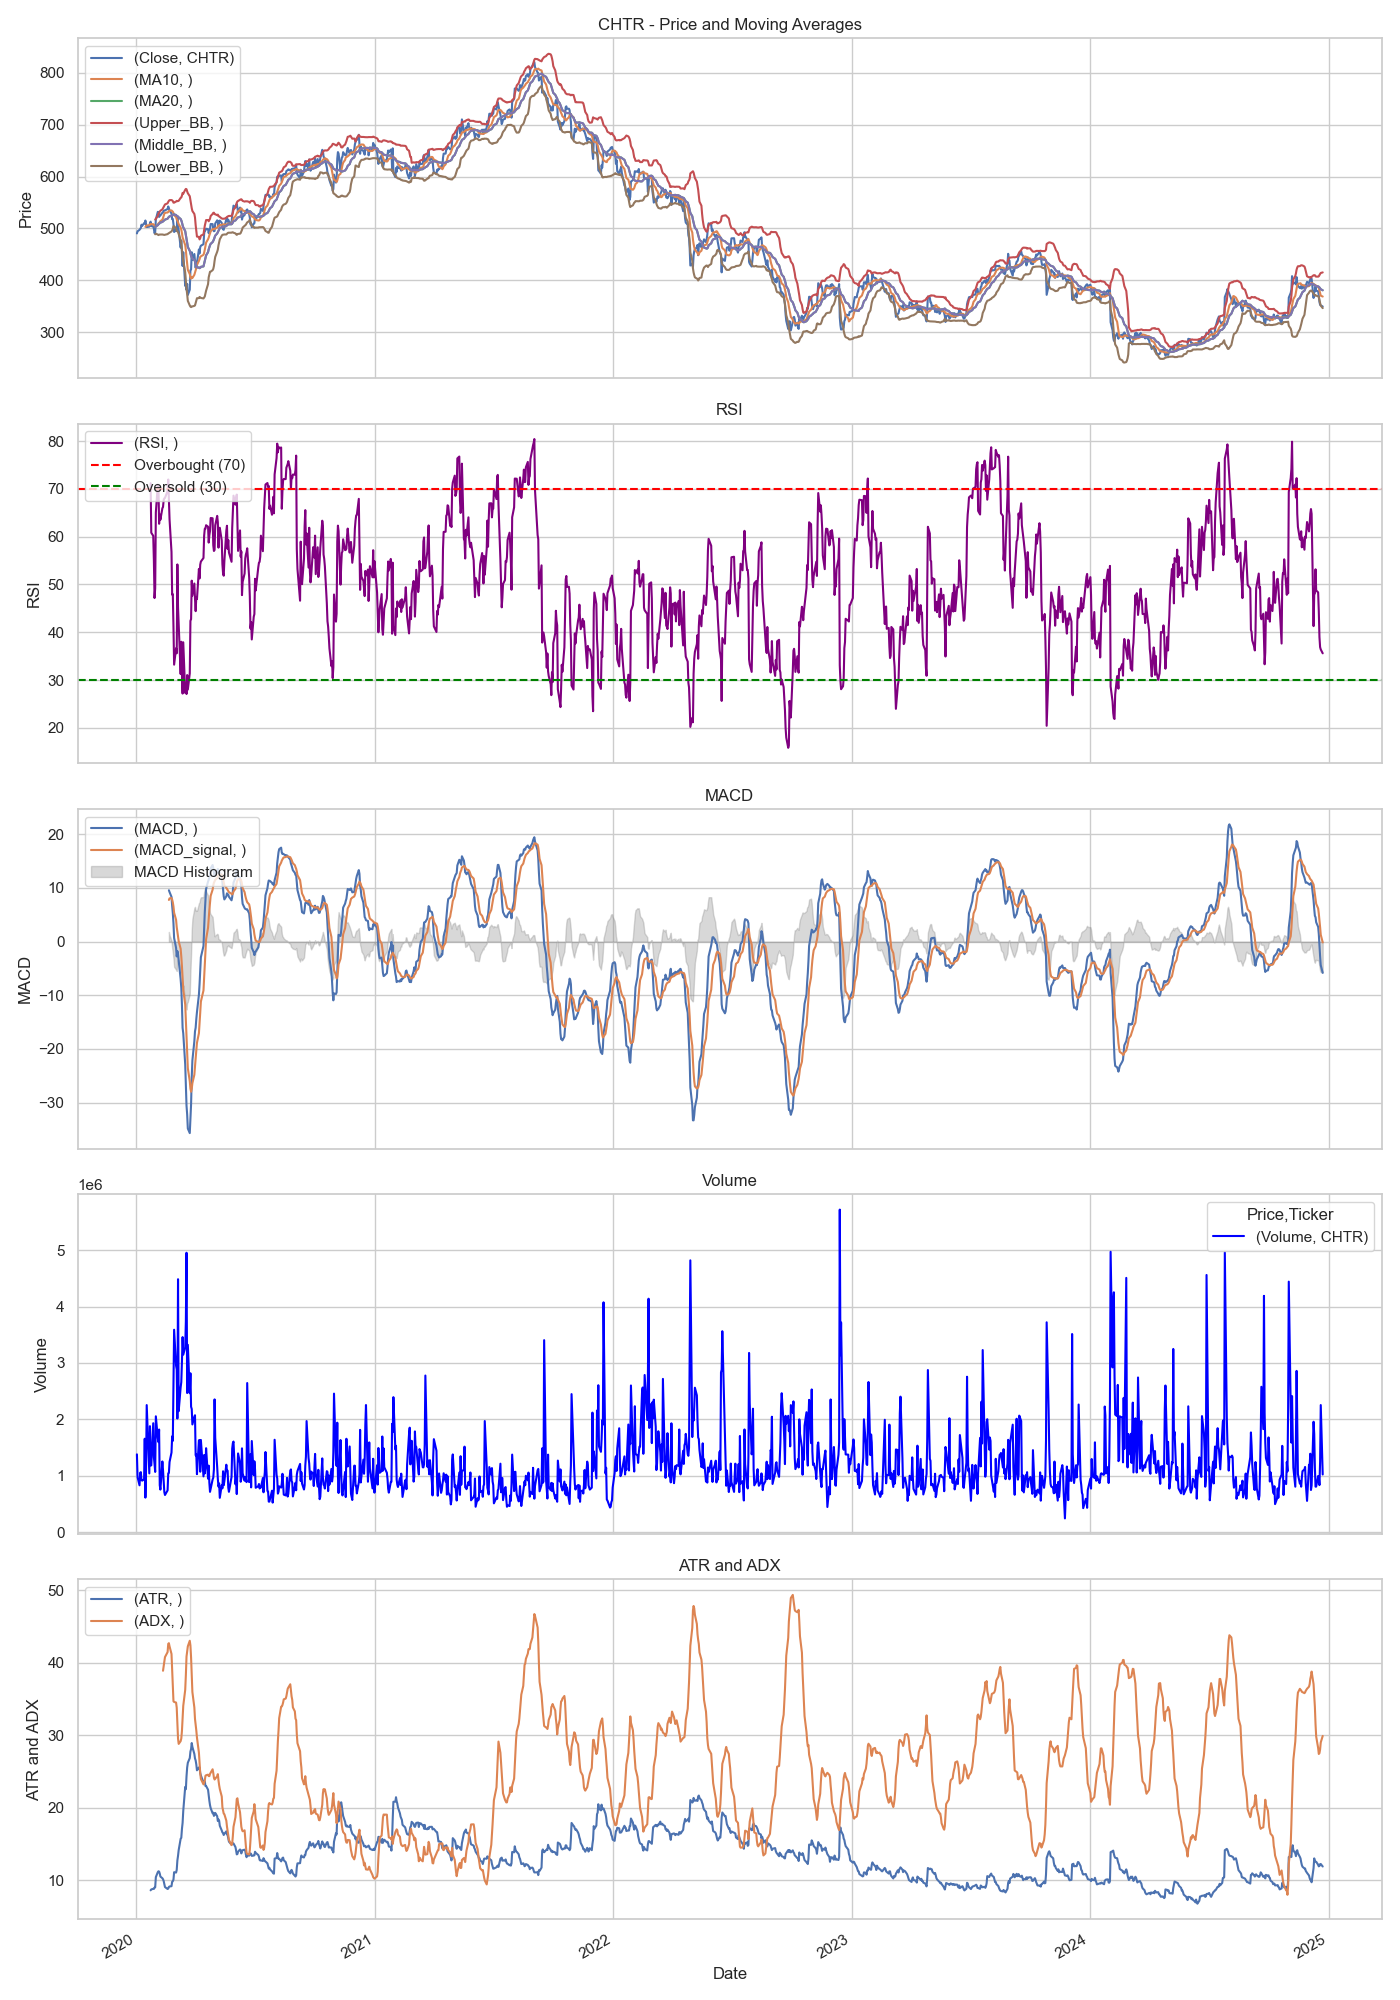 CHTR - Price and Moving Averages
(Close, CHTR)
(MA10, )
(MA20, )
(Upper_BB, )
(Middle_BB, )
(Lower_BB, )
800
700
600
500
400
300
Price
RSI
(RSI, )
Overbought (70)
Oversold (30)
80
70
60
50
40
30
20
RSI
MACD
(MACD, )
(MACD_signal, )
MACD Histogram
20
10
0
−10
−20
−30
MACD
Volume
1e6
Price,Ticker
(Volume, CHTR)
5
4
3
2
1
0
Volume
ATR and ADX
(ATR, )
(ADX, )
50
40
30
20
10
ATR and ADX
2020
2021
2022
2023
2024
2025
Date